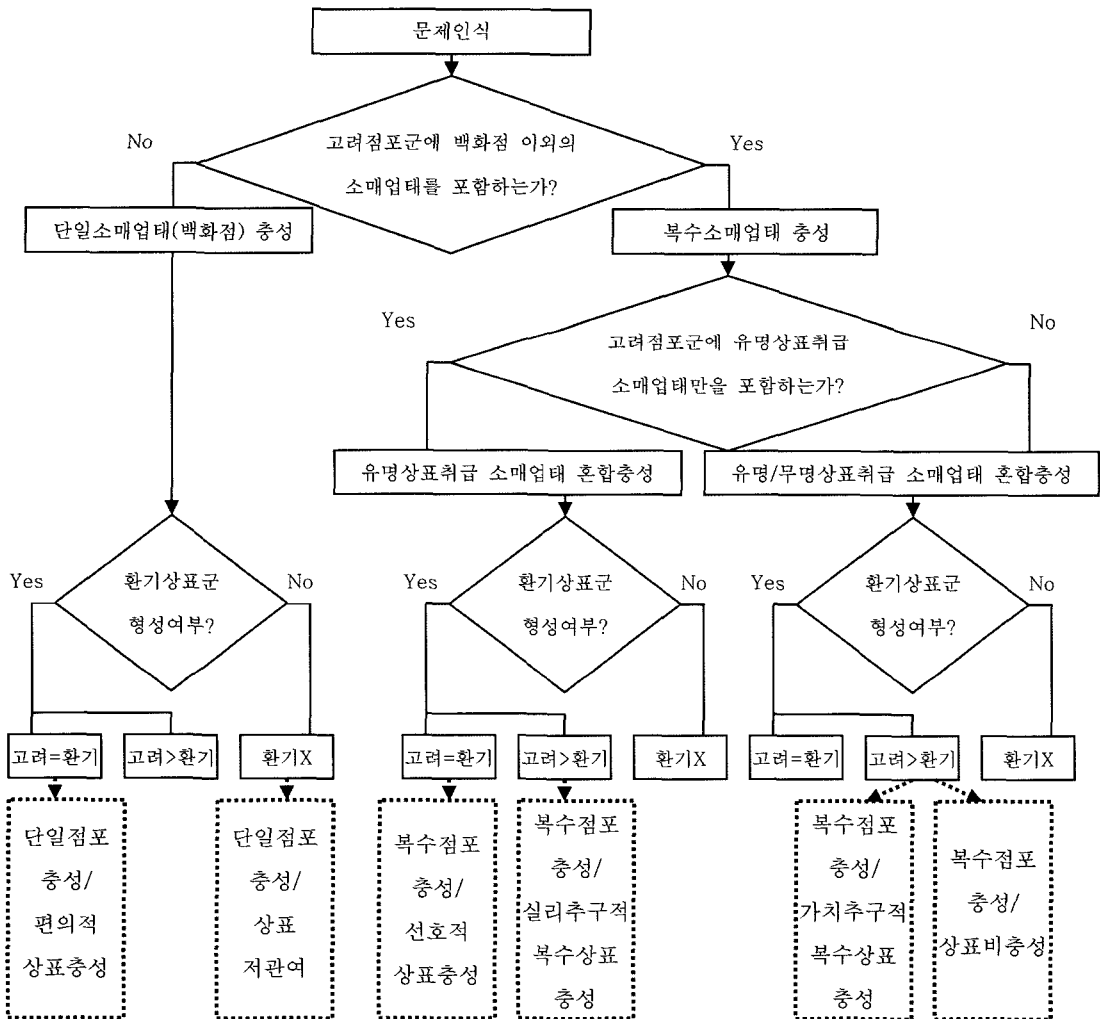 문제인식
No
고려점포군에 백화점 이외의
소매업태를 포함하는가?
Yes
단일소매업태(백화점) 충성
복수소매업태 충성
Yes
고려점포군에 유명상표취급
소매업태만을 포함하는가?
No
유명상표취급 소매업태 혼합충성
유명/무명상표취급 소매업태 혼합충성
Yes
환기상표군
형성여부?
No
Yes
환기상표군
형성여부?
No
Yes
환기상표군
형성여부?
No
고려=환기
고려>환기
환기X
고려=환기
고려>환기
환기X
고려=환기
고려>환기
환기X
단일점포
충성/
편의적
상표충성
단일점포
충성/
상표
저관여
복수점포
충성/
선호적
상표충성
복수점포
충성/
실리추구적
복수상표
충성
복수점포
충성/
가치추구적
복수상표
충성
복수점포
충성/
상표비충성